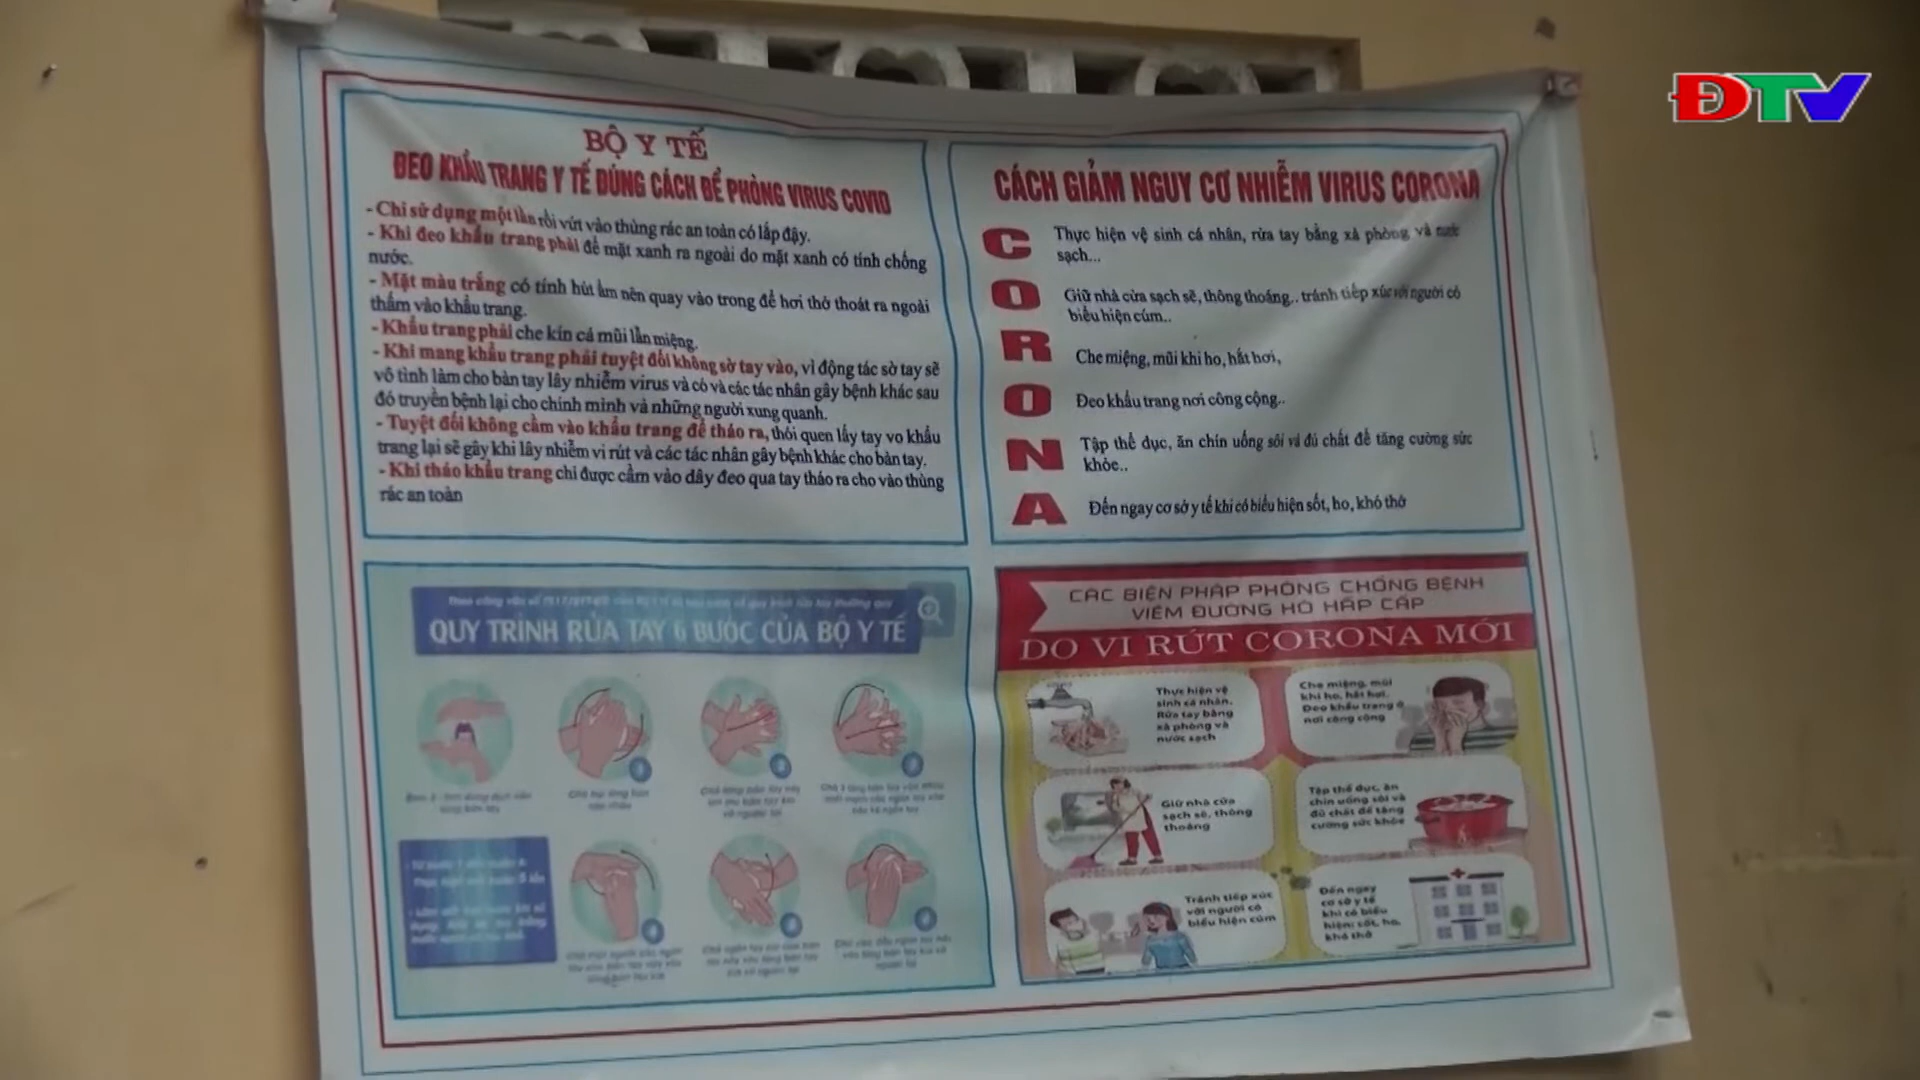 ĐTV
BỘ Y TẾ
ĐEO KHẨU TRANG Y TẾ ĐÚNG CÁCH ĐỂ PHÒNG VIRUS COVID
- Chỉ sử dụng một lần rồi vứt vào thùng rác an toàn có lắp đậy.
- Khi đeo khẩu trang phải để mặt xanh ra ngoài do mặt xanh có tính chống
nước.
- Mặt màu trắng có tính hút ẩm nên quay vào trong để hơi thở thoát ra ngoài
thấm vào khẩu trang.
- Khẩu trang phải che kín cả mũi lẫn miệng.
- Khi mang khẩu trang phải tuyệt đối không sờ tay vào, vì động tác sờ tay sẽ
vô tình làm cho bàn tay lây nhiễm virus và có và các tác nhân gây bệnh khác sau
đó truyền bệnh lại cho chính mình và những người xung quanh.
- Tuyệt đối không cầm vào khẩu trang để tháo ra, thói quen lấy tay vo khẩu
trang lại sẽ gây khi lây nhiễm vi rút và các tác nhân gây bệnh khác cho bàn tay.
- Khi tháo khẩu trang chỉ được cầm vào dây đeo qua tay tháo ra cho vào thùng
rác an toàn
CÁCH GIẢM NGUY CƠ NHIỄM VIRUS CORONA
C Thực hiện vệ sinh cá nhân, rửa tay bằng xà phòng và nước
sạch...
O Giữ nhà cửa sạch sẽ, thông thoáng.. tránh tiếp xúc với người có
biểu hiện cúm..
R Che miệng, mũi khi ho, hắt hơi,
O Đeo khẩu trang nơi công cộng..
N Tập thể dục, ăn chín uống sôi và đủ chất để tăng cường sức
khỏe..
A Đến ngay cơ sở y tế khi có biểu hiện sốt, ho, khó thở
QUY TRÌNH RỬA TAY 6 BƯỚC CỦA BỘ Y TẾ
CÁC BIỆN PHÁP PHÒNG CHỐNG BỆNH
VIÊM ĐƯỜNG HÔ HẤP CẤP
DO VI RÚT CORONA MỚI
Thực hiện vệ
sinh cá nhân.
Rửa tay bằng
xà phòng và
nước sạch
Che miệng, mũi
khi ho, hắt hơi.
Đeo khẩu trang ở
nơi công cộng
Giữ nhà cửa
sạch sẽ, thông
thoáng
Tập thể dục, ăn
chín uống sôi và
đủ chất để tăng
cường sức khỏe
Tránh tiếp xúc
với người có
biểu hiện cúm
Đến ngay
cơ sở y tế
khi có biểu
hiện: sốt, ho,
khó thở